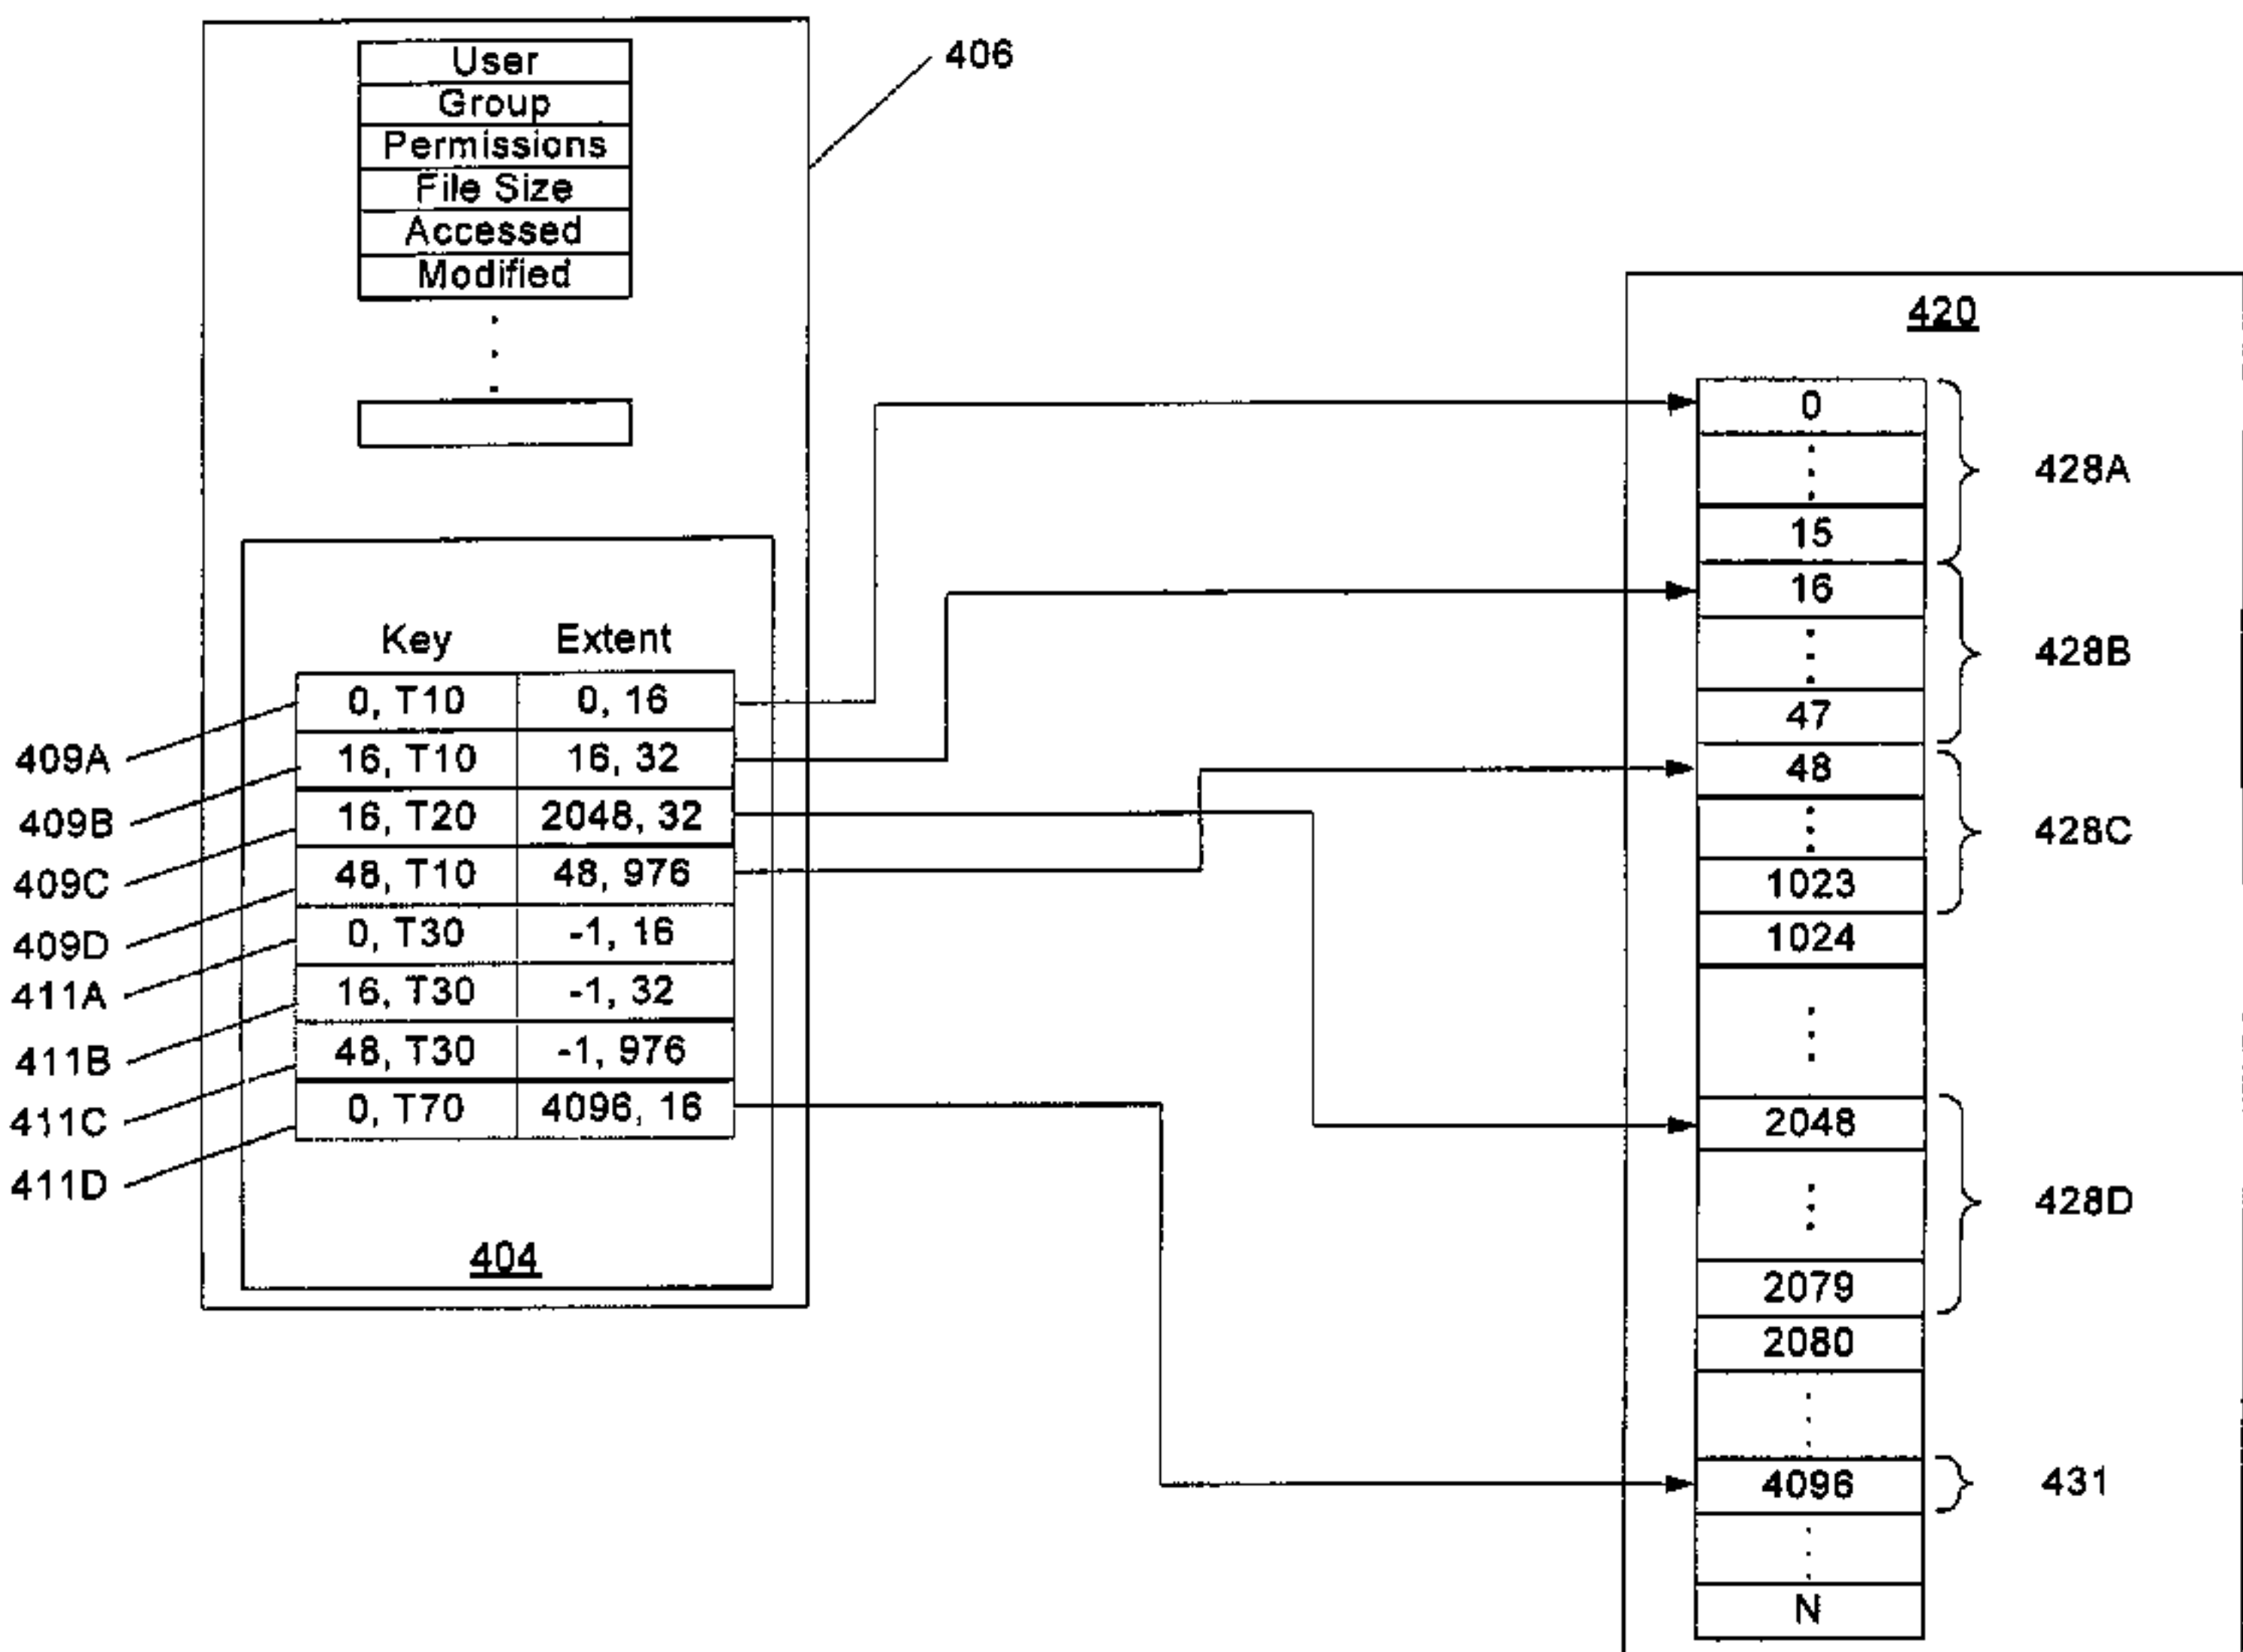 406
User
Group
Permissions
File Size
Accessed
Modified
Key Extent
0, T10 0, 16
16, T10 16, 32
16, T20 2048, 32
48, T10 48, 976
0, T30 -1, 16
16, T30 -1, 32
48, T30 -1, 976
0, T70 4096, 16
409A
409B
409C
409D
411A
411B
411C
411D
404
420
0
15
16
47
48
1023
1024
2048
2079
2080
4096
N
428A
428B
428C
428D
431